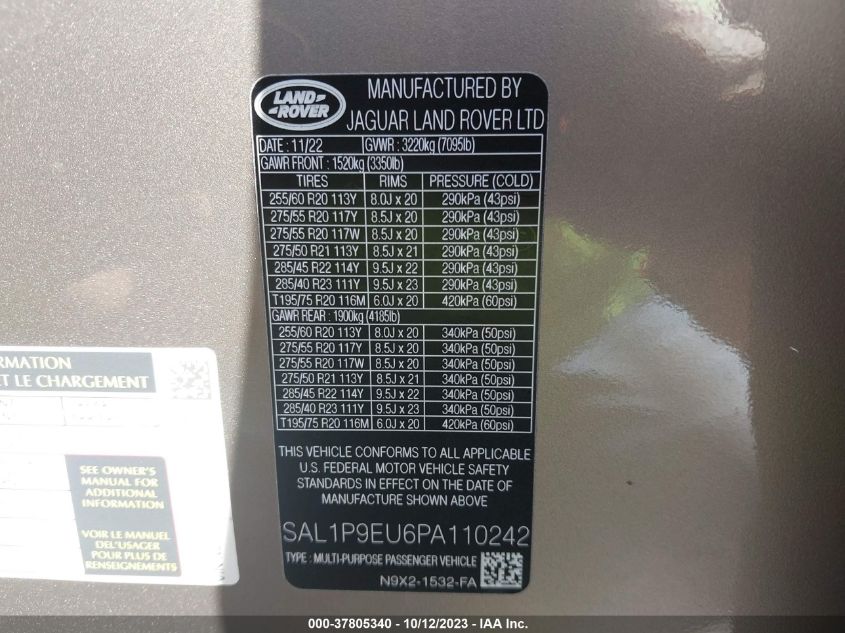 LAND
ROVER
MANUFACTURED BY
JAGUAR LAND ROVER LTD
DATE : 11/22 GVWR : 3220kg (7095lb)
GAWR FRONT : 1520kg (3350lb)
TIRES RIMS PRESSURE (COLD)
255/60 R20 113Y 8.0J x 20 290kPa (43psi)
275/55 R20 117Y 8.5J x 20 290kPa (43psi)
275/55 R20 117W 8.5J x 20 290kPa (43psi)
275/50 R21 113Y 8.5J x 21 290kPa (43psi)
285/45 R22 114Y 9.5J x 22 290kPa (43psi)
285/40 R23 111Y 9.5J x 23 290kPa (43psi)
T195/75 R20 116M 6.0J x 20 420kPa (60psi)
GAWR REAR : 1900kg (4185lb)
255/60 R20 113Y 8.0J x 20 340kPa (50psi)
275/55 R20 117Y 8.5J x 20 340kPa (50psi)
275/55 R20 117W 8.5J x 20 340kPa (50psi)
275/50 R21 113Y 8.5J x 21 340kPa (50psi)
285/45 R22 114Y 9.5J x 22 340kPa (50psi)
285/40 R23 111Y 9.5J x 23 340kPa (50psi)
T195/75 R20 116M 6.0J x 20 420kPa (60psi)
THIS VEHICLE CONFORMS TO ALL APPLICABLE
U.S. FEDERAL MOTOR VEHICLE SAFETY
STANDARDS IN EFFECT ON THE DATE OF
MANUFACTURE SHOWN ABOVE
SAL1P9EU6PA110242
TYPE : MULTI-PURPOSE PASSENGER VEHICLE
N9X2-1532-FA
RMATION
ET LE CHARGEMENT
SEE OWNER'S
MANUAL FOR
ADDITIONAL
INFORMATION
VOIR LE MANUEL
DEL'USAGER
POUR PLUS DE
RENSEIGNEMENTS
000-37805340 - 10/12/2023 - IAA Inc.